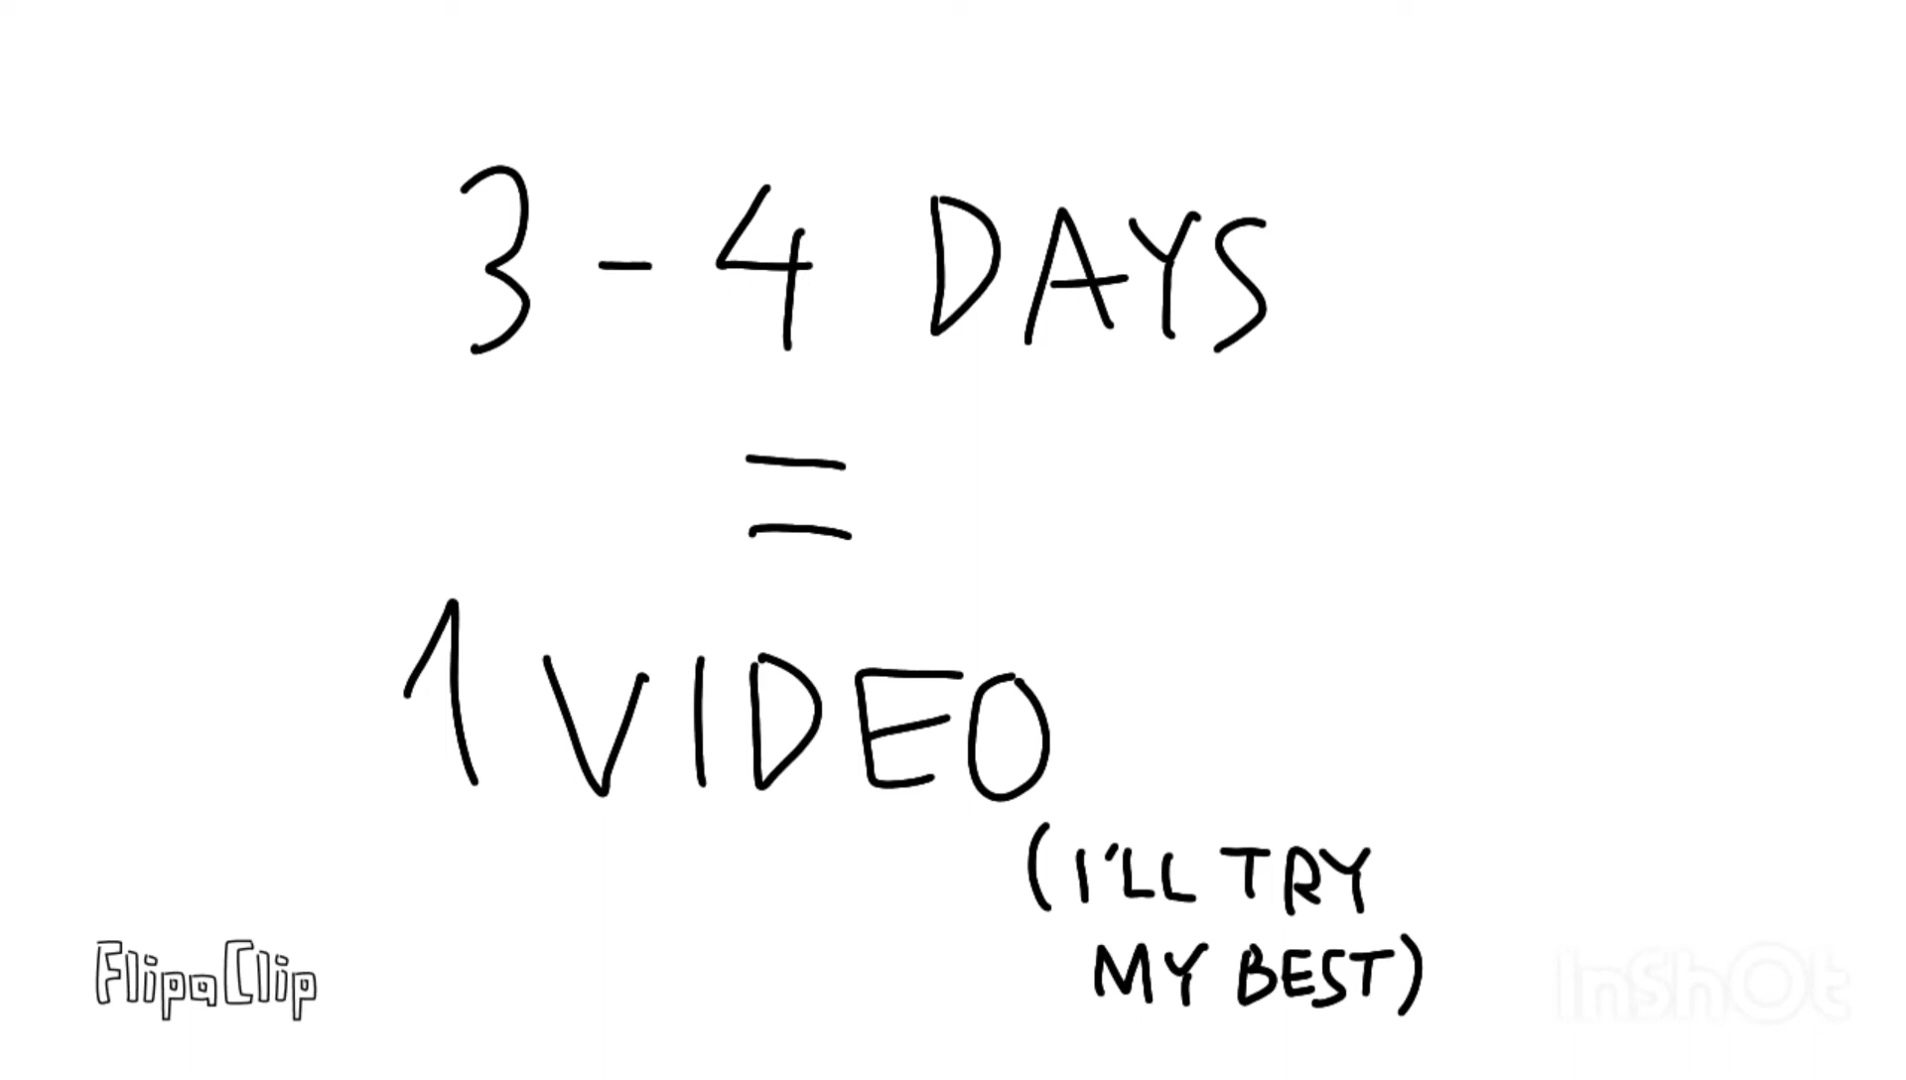 3-4 DAYS
=
1 VIDEO
(I'LL TRY
MY BEST)
FlipaClip
InShOt